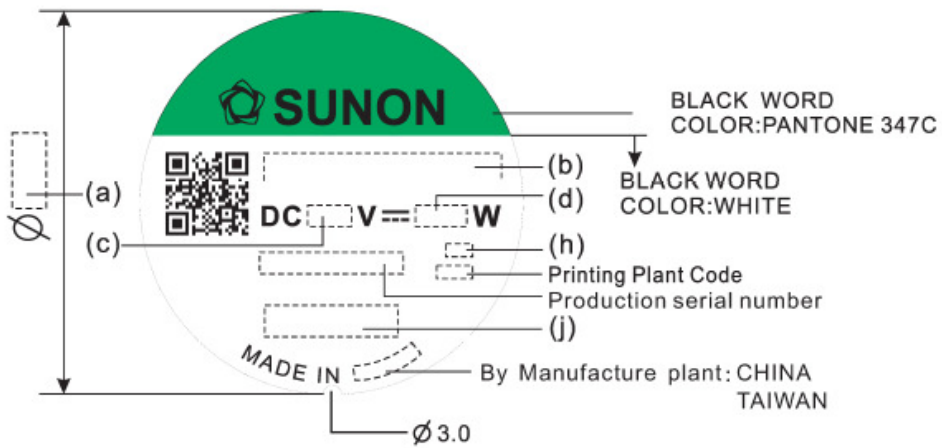 SUNON
BLACK WORD
COLOR:PANTONE 347C
(b)
BLACK WORD
COLOR:WHITE
(a)
Ø
DC V W
(d)
(c)
(h)
Printing Plant Code
Production serial number
(j)
MADE IN
By Manufacture plant: CHINA
TAIWAN
Ø 3.0